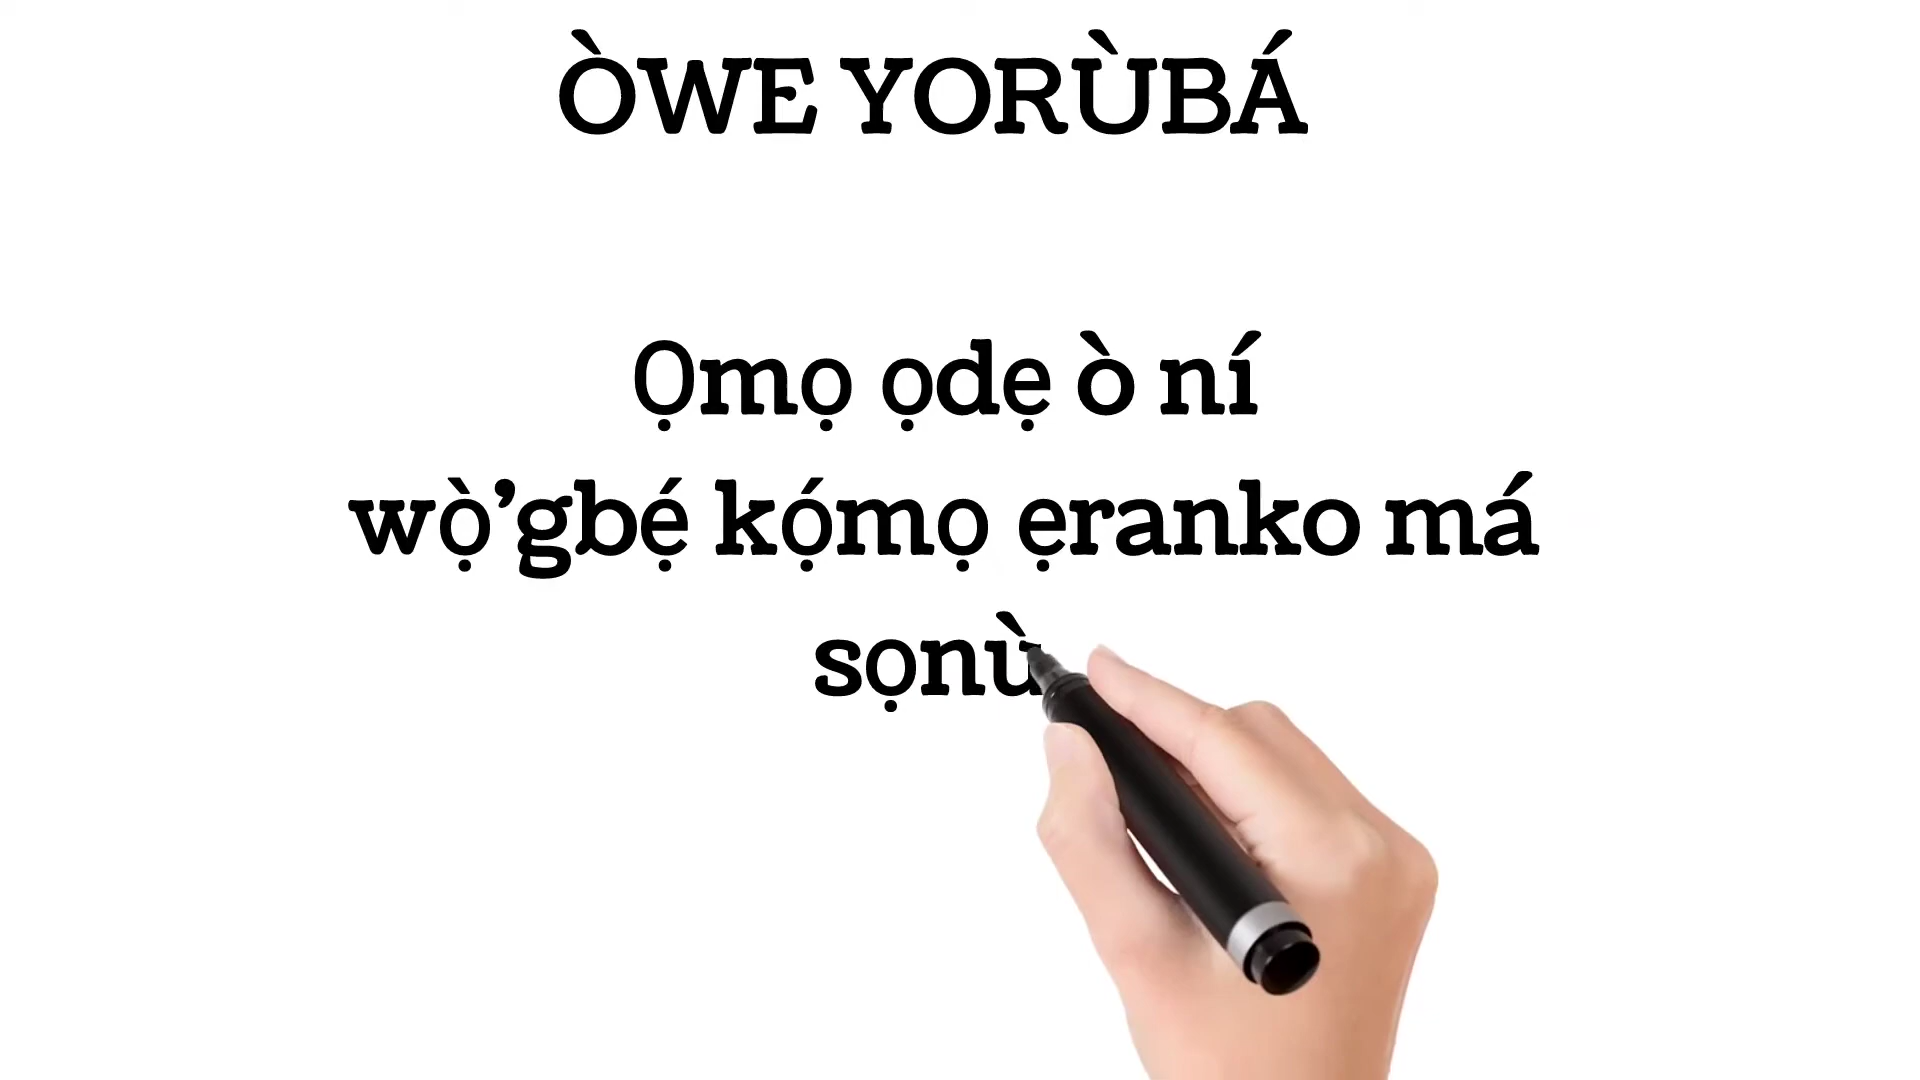 ÒWE YORÙBÁ
Ọmọ ọdẹ ò ní
wọ̀’gbẹ́ kọ́mọ ẹranko má
sọnù